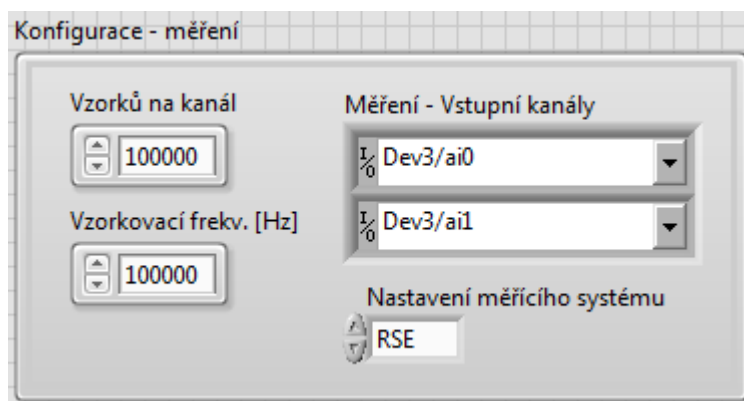 Konfigurace - měření
Vzorků na kanál
100000
Vzorkovací frekv. [Hz]
100000
Měření - Vstupní kanály
I/O Dev3/ai0
I/O Dev3/ai1
Nastavení měřícího systému
RSE